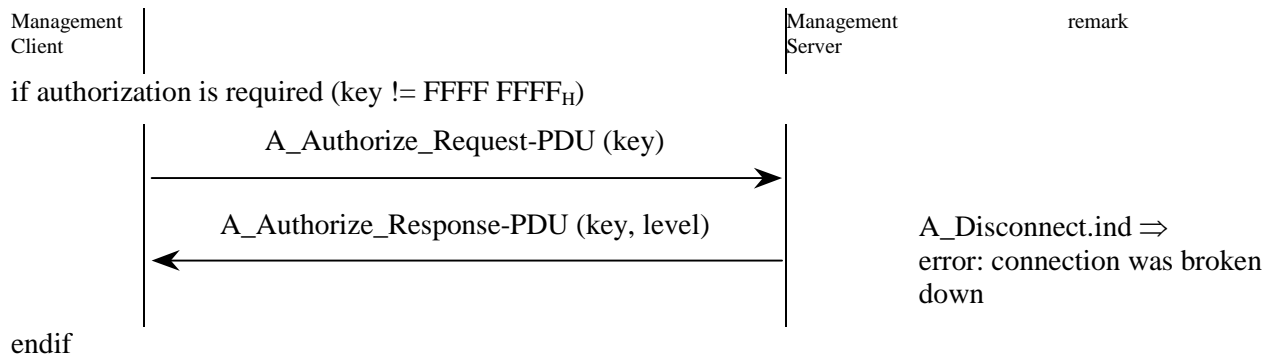 Management Client
Management Server
remark
if authorization is required (key != FFFF FFFFH)
A_Authorize_Request-PDU (key)
A_Authorize_Response-PDU (key, level)
A_Disconnect.ind ⇒
error: connection was broken
down
endif